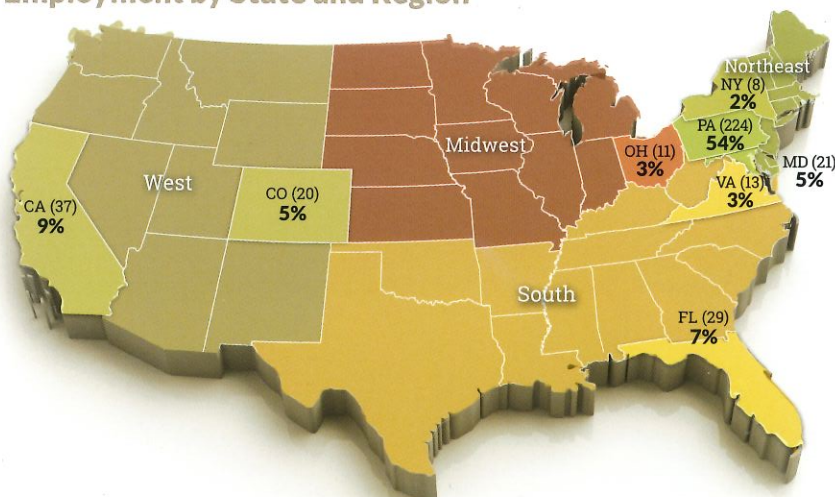 Employment by State and Region
Northeast
NY (8)
2%
PA (224)
54%
Midwest
OH (11)
3%
MD (21)
5%
VA (13)
3%
West
CO (20)
5%
CA (37)
9%
South
FL (29)
7%